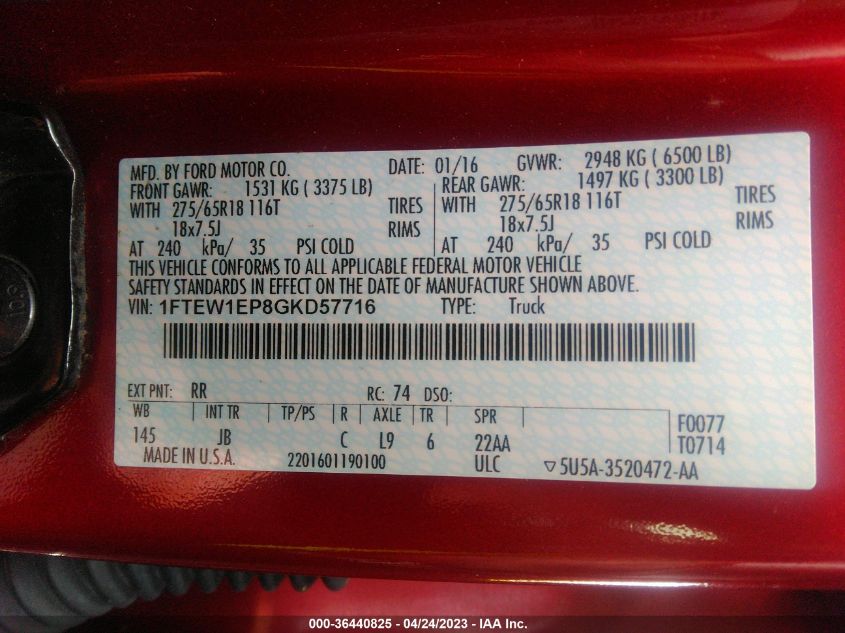 MFD. BY FORD MOTOR CO. DATE: 01/16 GVWR: 2948 KG ( 6500 LB)
FRONT GAWR: 1531 KG ( 3375 LB) REAR GAWR: 1497 KG ( 3300 LB)
WITH 275/65R18 116T TIRES WITH 275/65R18 116T TIRES
18x7.5J RIMS 18x7.5J RIMS
AT 240 kPa/ 35 PSI COLD AT 240 kPa/ 35 PSI COLD
THIS VEHICLE CONFORMS TO ALL APPLICABLE FEDERAL MOTOR VEHICLE
SAFETY STANDARDS IN EFFECT ON THE DATE OF MANUFACTURE SHOWN ABOVE.
VIN: 1FTEW1EP8GKD57716 TYPE: Truck
EXT PNT: RR RC: 74 DSO:
WB INT TR TP/PS R AXLE TR SPR F0077
145 JB C L9 6 22AA T0714
MADE IN U.S.A. 2201601190100 ULC ▽5U5A-3520472-AA
000-36440825 - 04/24/2023 - IAA Inc.